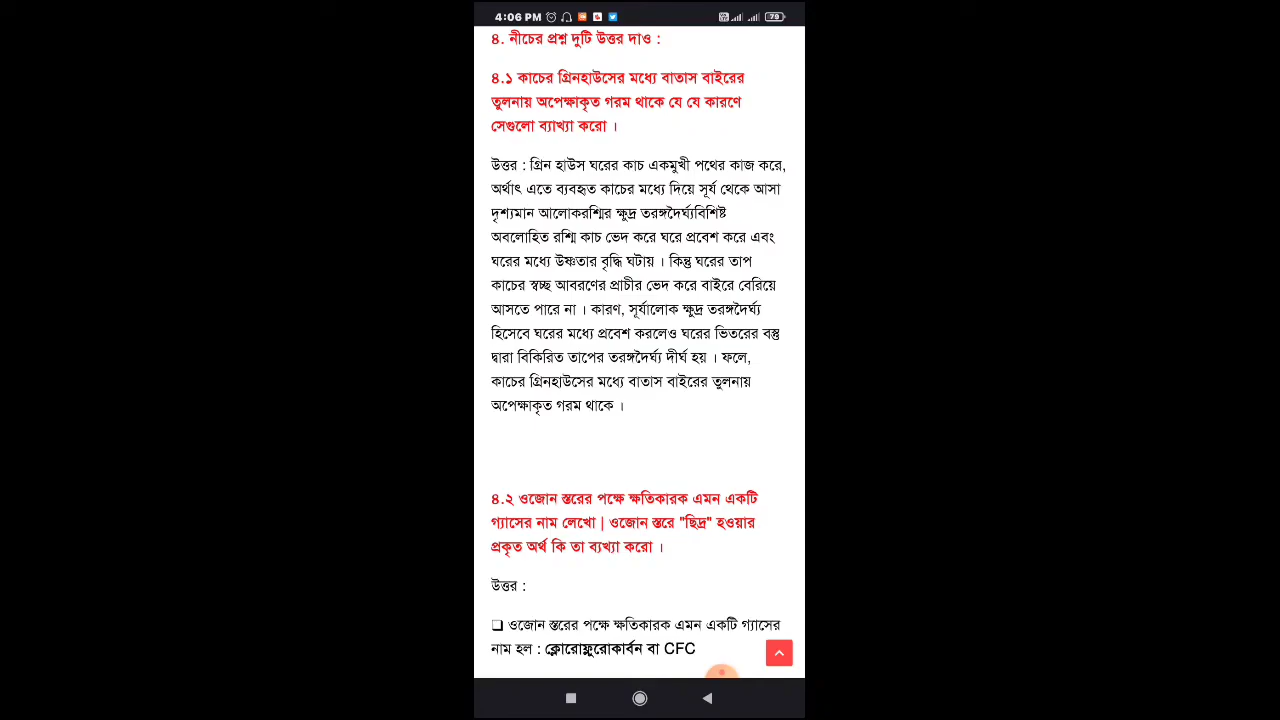 4:06 PM
79
৪. নীচের প্রশ্ন দুটি উত্তর দাও :
৪.১ কাচের গ্রিনহাউসের মধ্যে বাতাস বাইরের
তুলনায় অপেক্ষাকৃত গরম থাকে যে যে কারণে
সেগুলো ব্যাখ্যা করো ।
উত্তর : গ্রিন হাউস ঘরের কাচ একমুখী পথের কাজ করে,
অর্থাৎ এতে ব্যবহৃত কাচের মধ্যে দিয়ে সূর্য থেকে আসা
দৃশ্যমান আলোকরশ্মির ক্ষুদ্র তরঙ্গদৈর্ঘ্যবিশিষ্ট
অবলোহিত রশ্মি কাচ ভেদ করে ঘরে প্রবেশ করে এবং
ঘরের মধ্যে উষ্ণতার বৃদ্ধি ঘটায় । কিন্তু ঘরের তাপ
কাচের স্বচ্ছ আবরণের প্রাচীর ভেদ করে বাইরে বেরিয়ে
আসতে পারে না । কারণ, সূর্যালোক ক্ষুদ্র তরঙ্গদৈর্ঘ্য
হিসেবে ঘরের মধ্যে প্রবেশ করলেও ঘরের ভিতরের বস্তু
দ্বারা বিকিরিত তাপের তরঙ্গদৈর্ঘ্য দীর্ঘ হয় । ফলে,
কাচের গ্রিনহাউসের মধ্যে বাতাস বাইরের তুলনায়
অপেক্ষাকৃত গরম থাকে ।
৪.২ ওজোন স্তরের পক্ষে ক্ষতিকারক এমন একটি
গ্যাসের নাম লেখো | ওজোন স্তরে "ছিদ্র" হওয়ার
প্রকৃত অর্থ কি তা ব্যখ্যা করো ।
উত্তর :
❑ ওজোন স্তরের পক্ষে ক্ষতিকারক এমন একটি গ্যাসের
নাম হল : ক্লোরোফ্লুরোকার্বন বা CFC